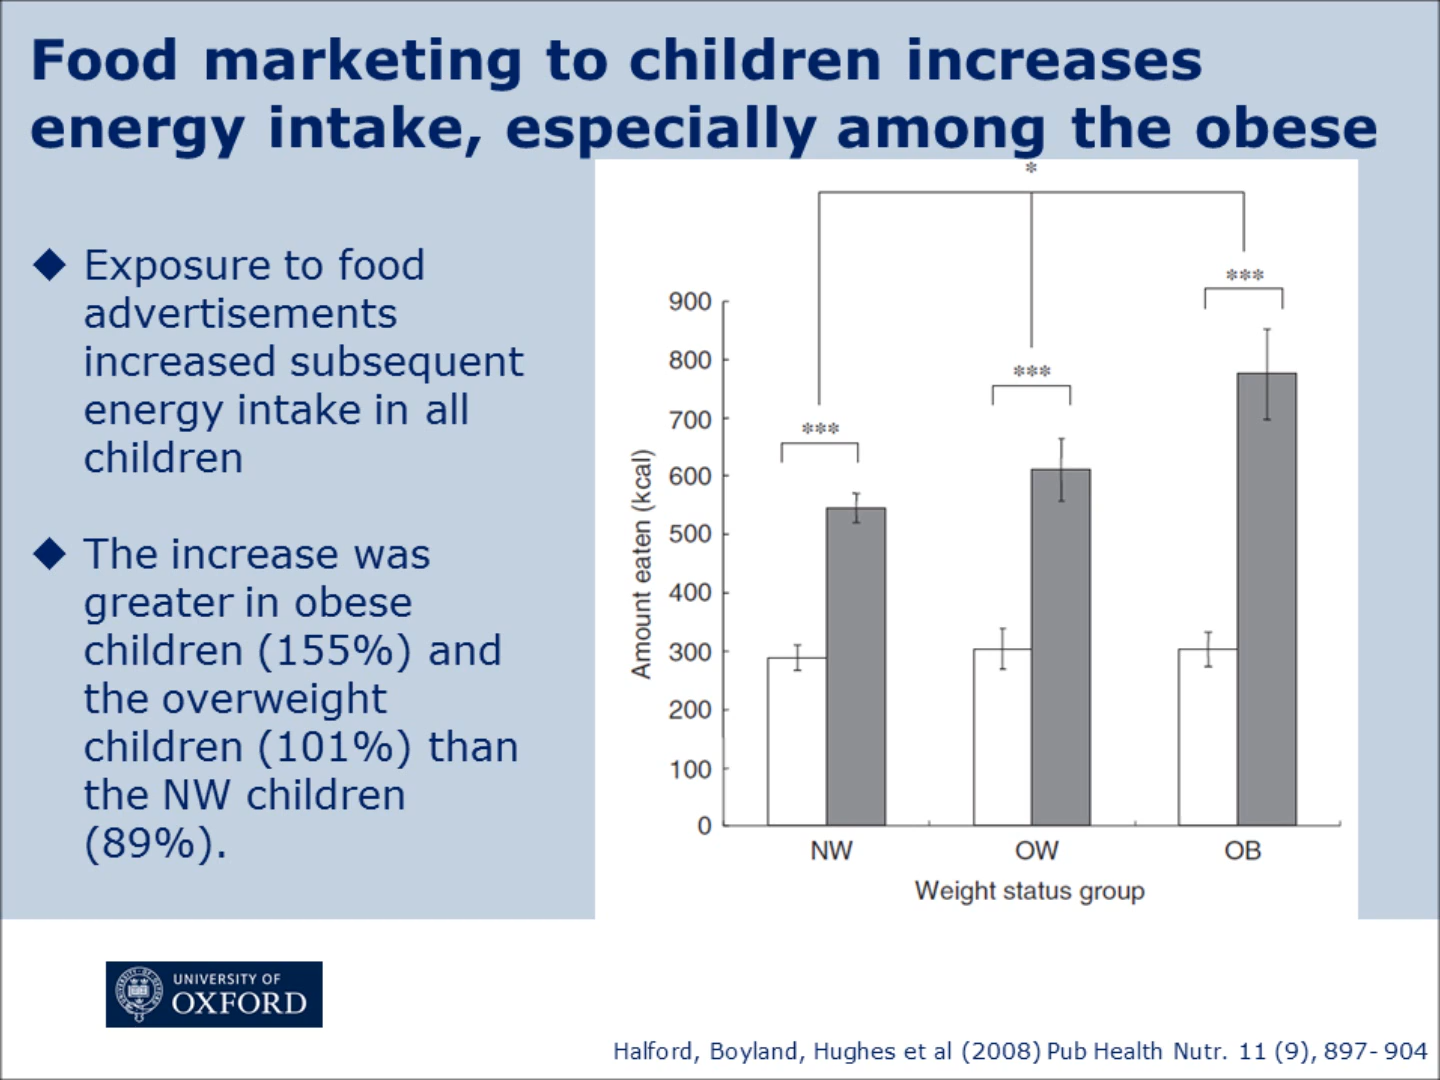 Food marketing to children increases
energy intake, especially among the obese
◆ Exposure to food
advertisements
increased subsequent
energy intake in all
children
◆ The increase was
greater in obese
children (155%) and
the overweight
children (101%) than
the NW children
(89%).
*
***
***
***
900
800
700
600
500
400
300
200
100
0
Amount eaten (kcal)
NW OW OB
Weight status group
UNIVERSITY OF
OXFORD
Halford, Boyland, Hughes et al (2008) Pub Health Nutr. 11 (9), 897- 904